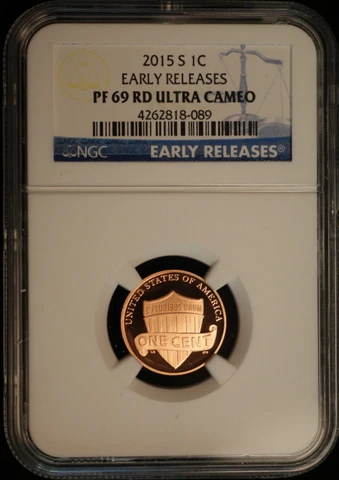 2015 S 1C
EARLY RELEASES
PF 69 RD ULTRA CAMEO
4262818-089
NGC EARLY RELEASES®
UNITED STATES OF AMERICA
E PLURIBUS UNUM
ONE CENT